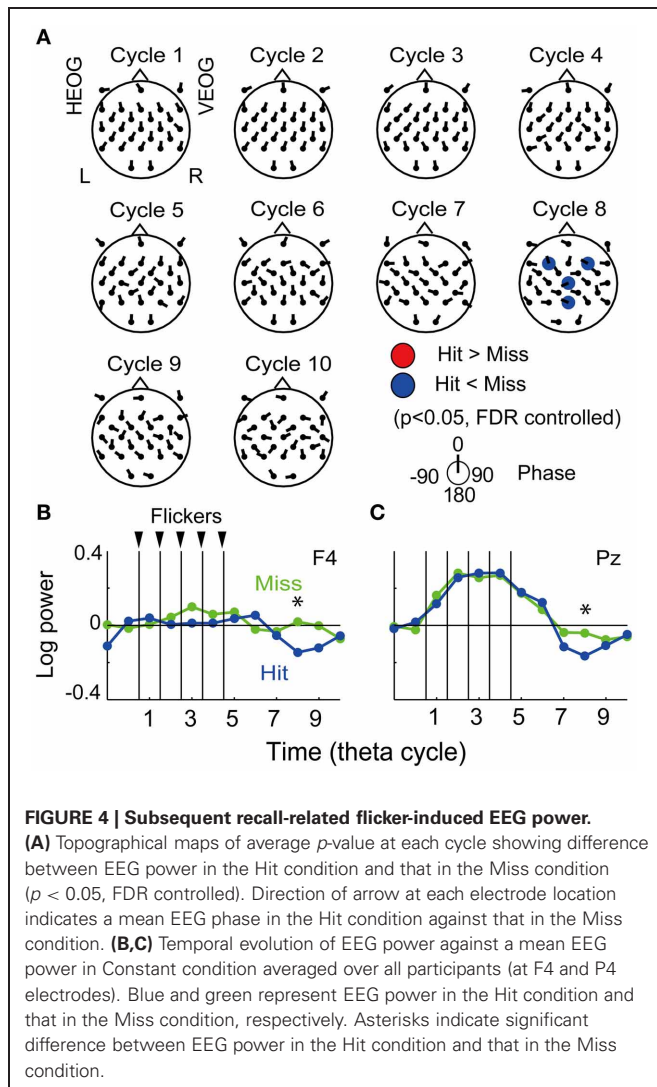 A
Cycle 1 Cycle 2 Cycle 3 Cycle 4
HEOG VEOG
L R
Cycle 5 Cycle 6 Cycle 7 Cycle 8
Cycle 9 Cycle 10
Hit > Miss
Hit < Miss
(p<0.05, FDR controlled)
0
-90 90 Phase
180
B Flickers C
0.4 F4 Pz
Miss
* *
0
Log power
Hit
-0.4
1 3 5 7 9 1 3 5 7 9
Time (theta cycle)
FIGURE 4 | Subsequent recall-related flicker-induced EEG power.
(A) Topographical maps of average p-value at each cycle showing difference
between EEG power in the Hit condition and that in the Miss condition
(p < 0.05, FDR controlled). Direction of arrow at each electrode location
indicates a mean EEG phase in the Hit condition against that in the Miss
condition. (B,C) Temporal evolution of EEG power against a mean EEG
power in Constant condition averaged over all participants (at F4 and P4
electrodes). Blue and green represent EEG power in the Hit condition and
that in the Miss condition, respectively. Asterisks indicate significant
difference between EEG power in the Hit condition and that in the Miss
condition.